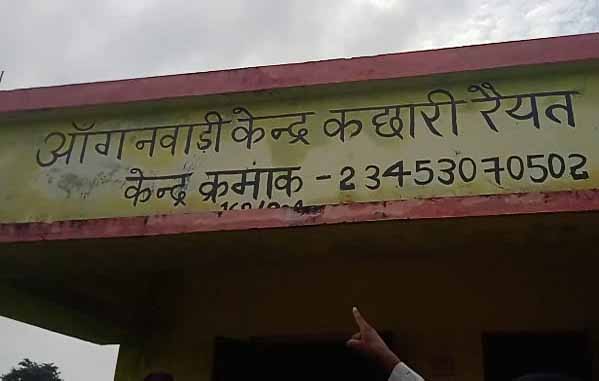 आँगनवाड़ी केन्द्र कछारी रैयत
केन्द्र क्रमांक - 23453070502